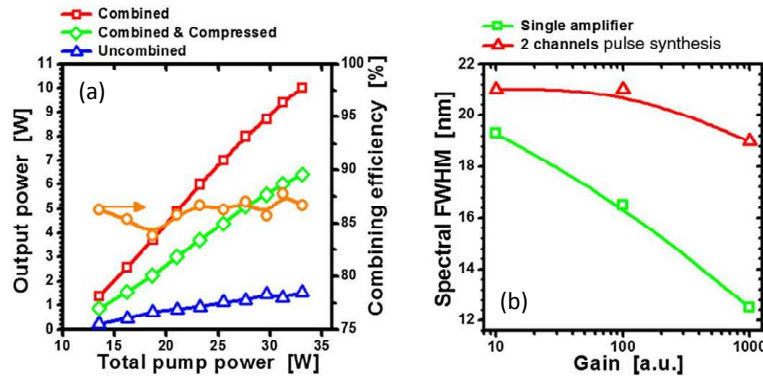 Combined
Combined & Compressed
Uncombined
(a)
Output power [W]
10
9
8
7
6
5
4
3
2
1
0
10 15 20 25 30 35
Total pump power [W]
100
95
90
85
80
75
Combining efficiency [%]
Single amplifier
2 channels pulse synthesis
(b)
Spectral FWHM [nm]
22
20
18
16
14
12
10 100 1000
Gain [a.u.]